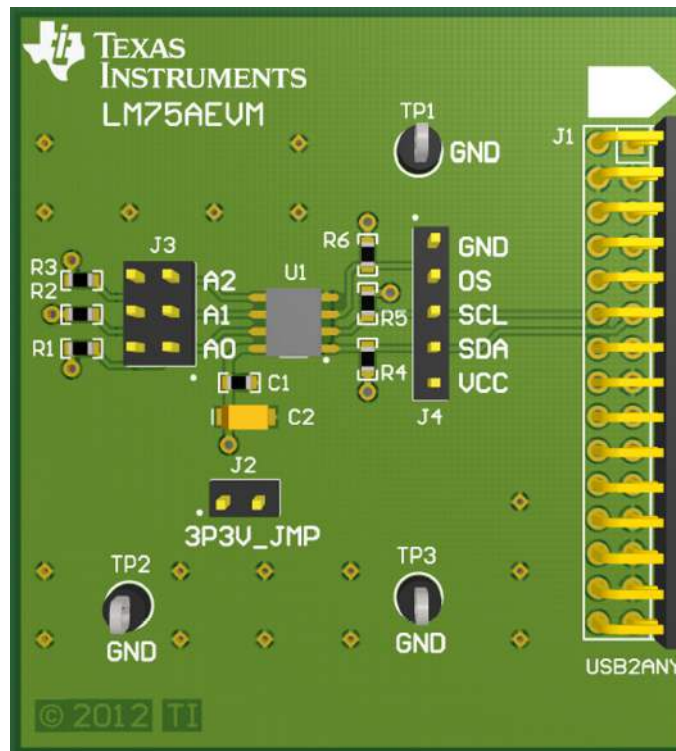 TEXAS
INSTRUMENTS
LM75AEVM
TP1
GND
J1
R6
GND
J3
R3
A2
U1
OS
R2
A1
R5
SCL
R1
A0
R4
SDA
C1
VCC
C2
J4
J2
3P3V_JMP
TP2
TP3
GND
GND
USB2ANY
© 2012 TI